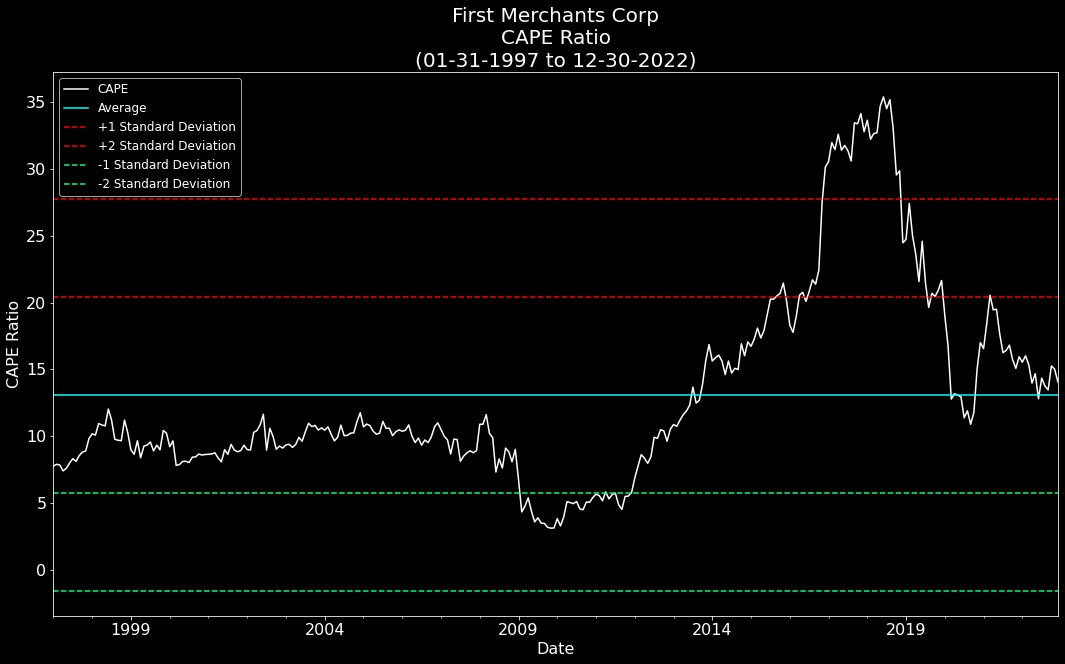 First Merchants Corp
CAPE Ratio
(01-31-1997 to 12-30-2022)
CAPE
Average
+1 Standard Deviation
+2 Standard Deviation
-1 Standard Deviation
-2 Standard Deviation
35
30
25
20
15
10
5
0
CAPE Ratio
1999
2004
2009
2014
2019
Date